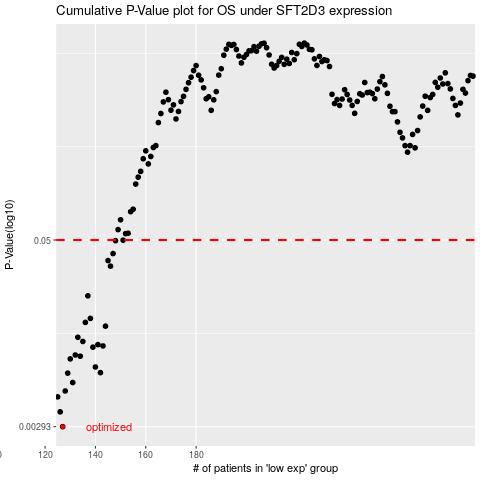 Cumulative P-Value plot for OS under SFT2D3 expression
P-Value(log10)
0.05
0.00293
optimized
0 120 140 160 180
# of patients in 'low exp' group